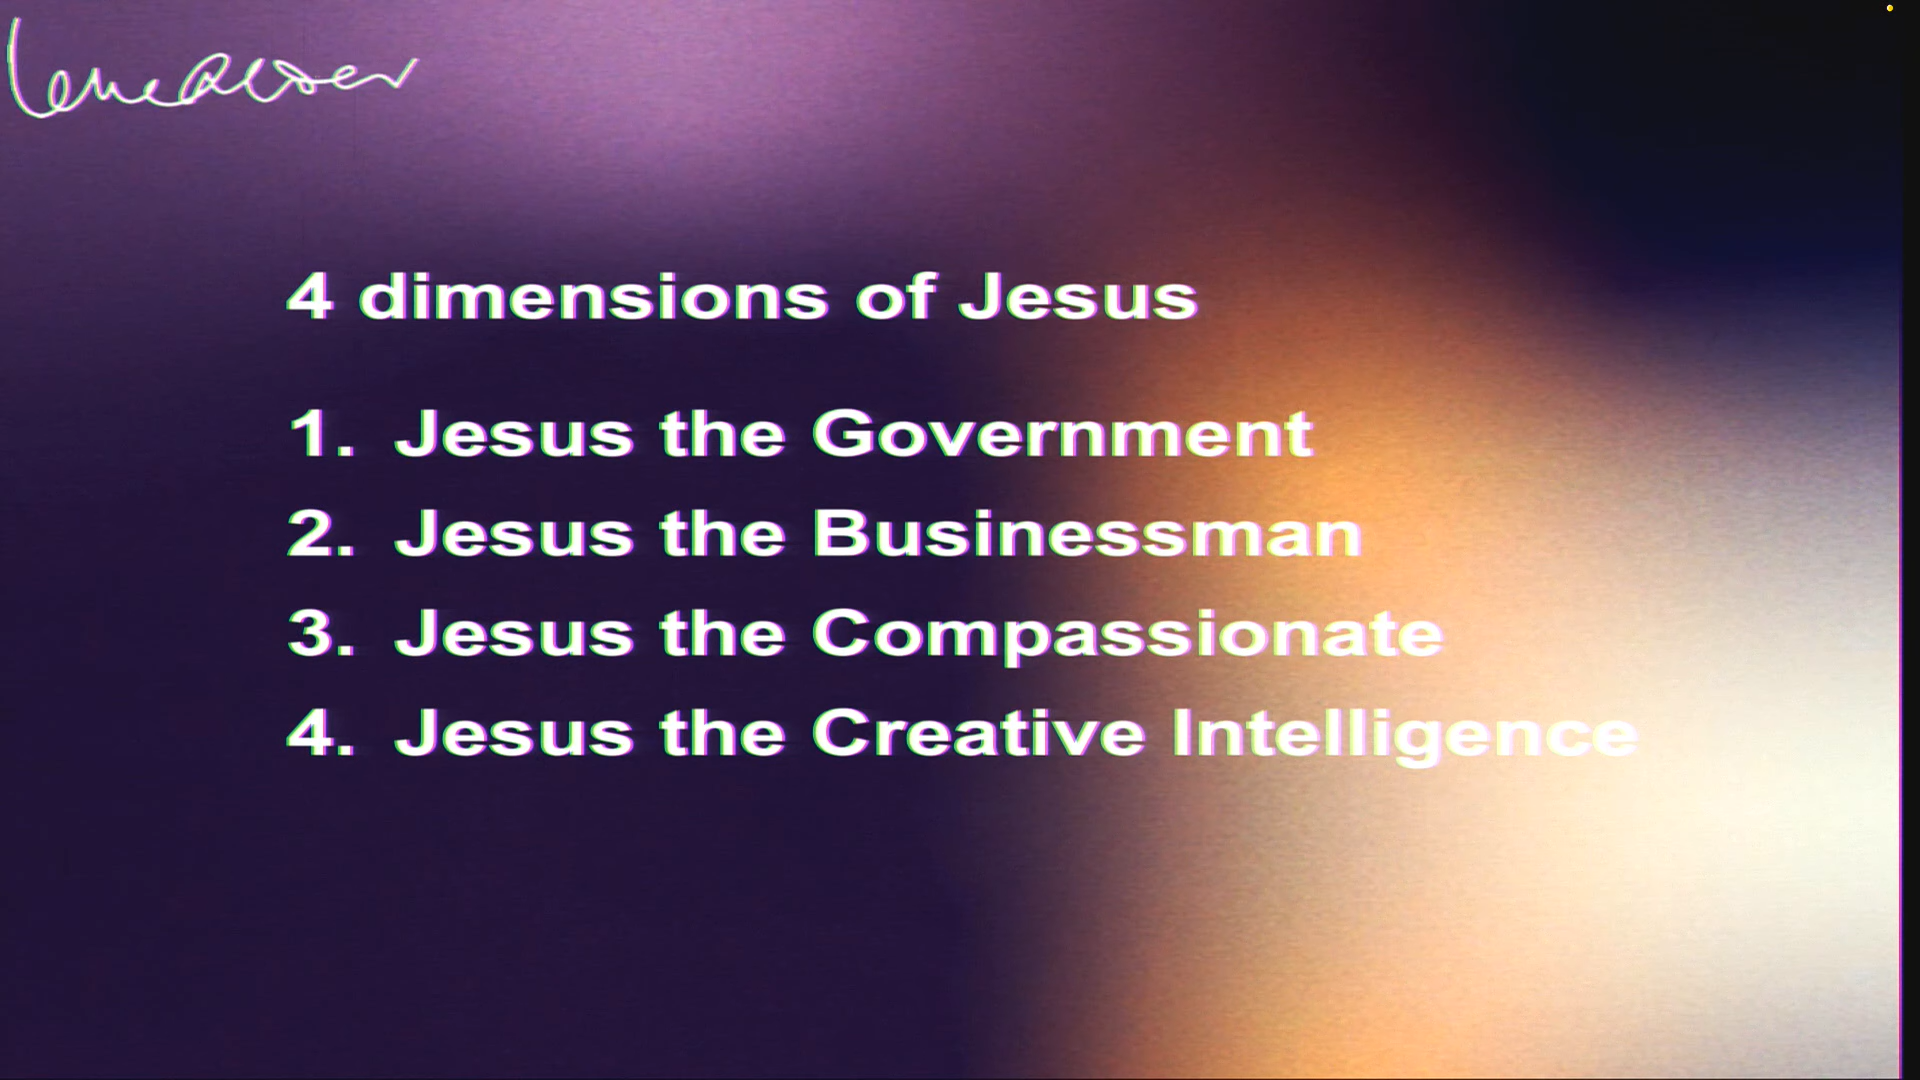 4 dimensions of Jesus
1. Jesus the Government
2. Jesus the Businessman
3. Jesus the Compassionate
4. Jesus the Creative Intelligence